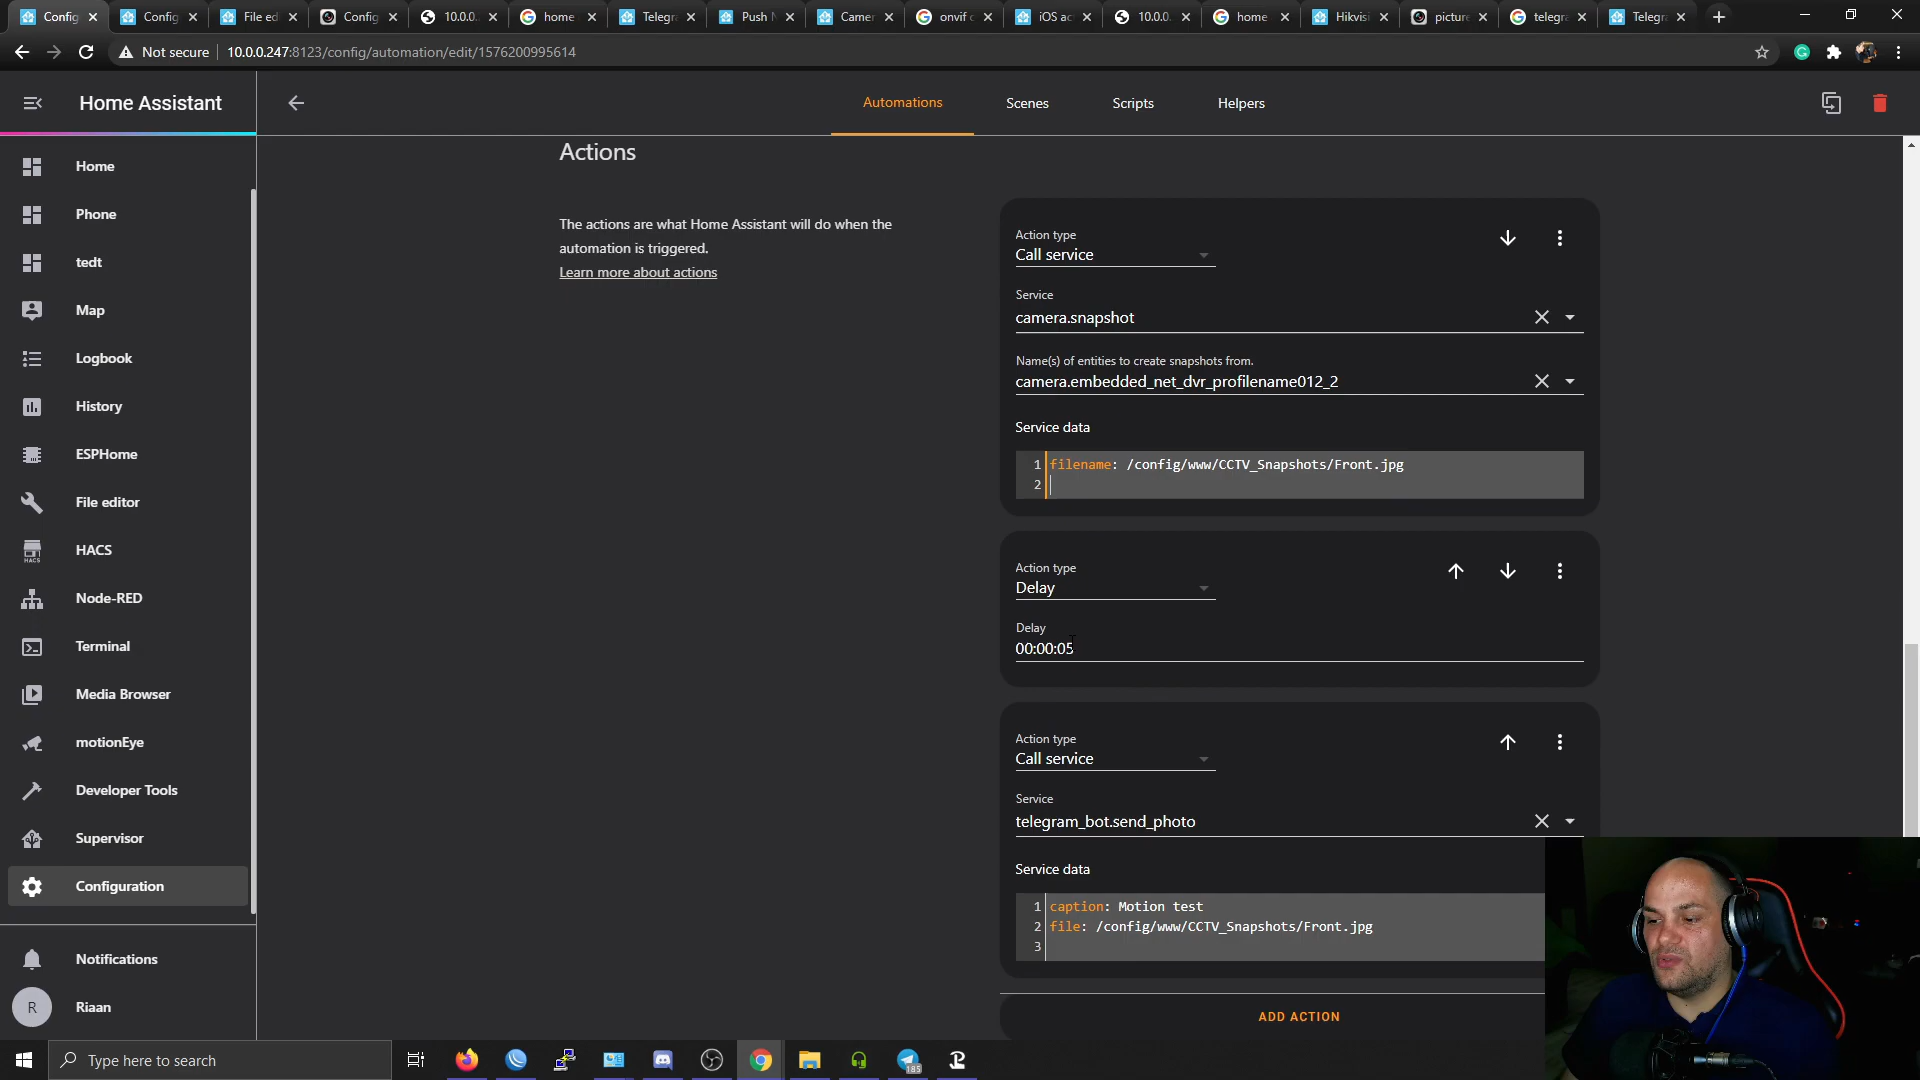 Config
Config
File ed
Config
10.0.0.
home
Telegra
Push N
Camer
onvif c
iOS ac
10.0.0.
home
Hikvisi
picture
telegra
Telegra
Not secure
10.0.0.247:8123/config/automation/edit/1576200995614
Home Assistant
Automations
Scenes
Scripts
Helpers
Home
Phone
tedt
Map
Logbook
History
ESPHome
File editor
HACS
HACS
Node-RED
Terminal
Media Browser
motionEye
Developer Tools
Supervisor
Configuration
Notifications
R
Riaan
Actions
The actions are what Home Assistant will do when the
automation is triggered.
Learn more about actions
Action type
Call service
Service
camera.snapshot
Name(s) of entities to create snapshots from.
camera.embedded_net_dvr_profilename012_2
Service data
1 filename: /config/www/CCTV_Snapshots/Front.jpg
2
Action type
Delay
Delay
00:00:05
Action type
Call service
Service
telegram_bot.send_photo
Service data
1 caption: Motion test
2 file: /config/www/CCTV_Snapshots/Front.jpg
3
ADD ACTION
Type here to search
185